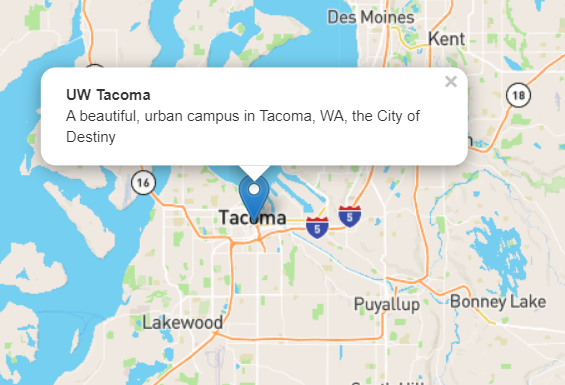 Des Moines
Kent
×
UW Tacoma
A beautiful, urban campus in Tacoma, WA, the City of
Destiny
18
16
Tacoma
5
5
Puyallup
Bonney Lake
Lakewood